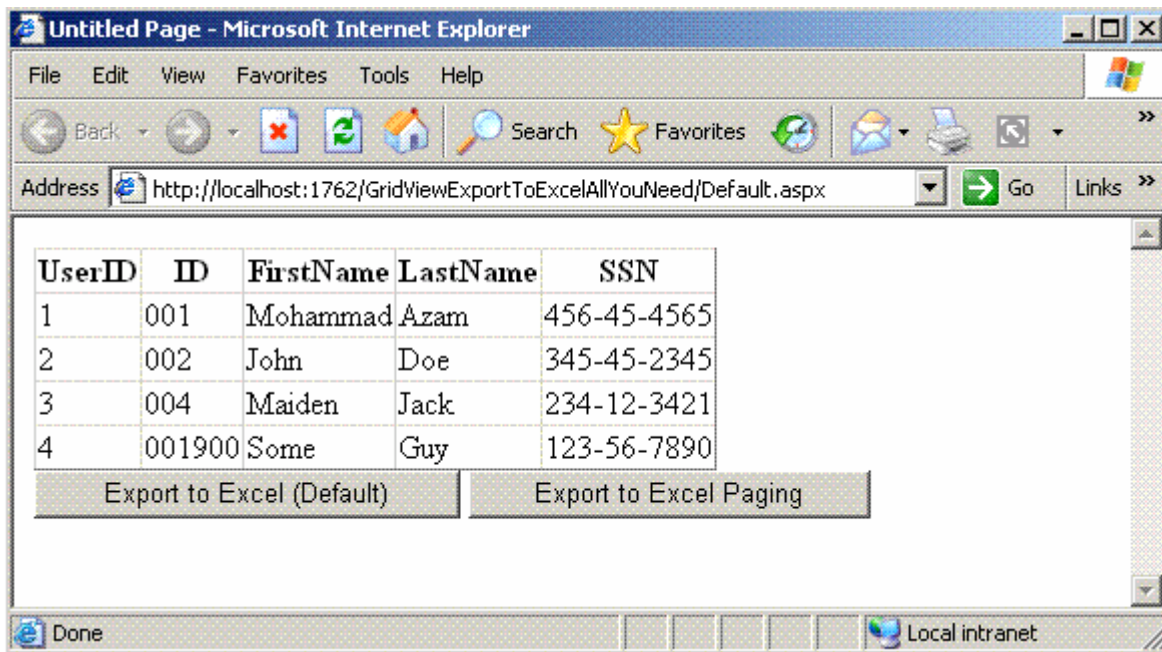 Untitled Page - Microsoft Internet Explorer
File Edit View Favorites Tools Help
Back Search Favorites »
Address http://localhost:1762/GridViewExportToExcelAllYouNeed/Default.aspx Go Links »
UserID ID FirstName LastName SSN
1 001 Mohammad Azam 456-45-4565
2 002 John Doe 345-45-2345
3 004 Maiden Jack 234-12-3421
4 001900 Some Guy 123-56-7890
Export to Excel (Default) Export to Excel Paging
Done Local intranet